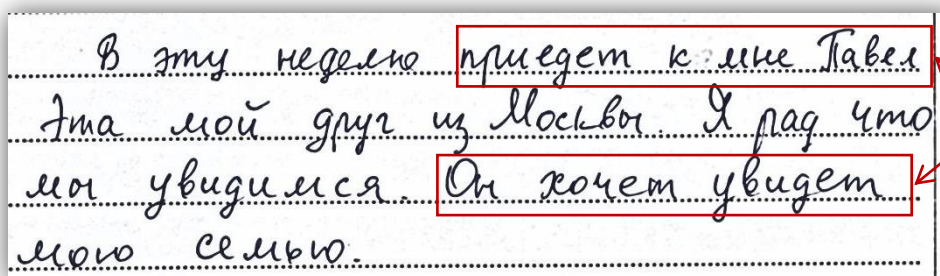 В эту неделю приедет к мне Павел
Эта мой друг из Москвы. Я рад что
мы увидимся. Он хочет увидет
мою семью.